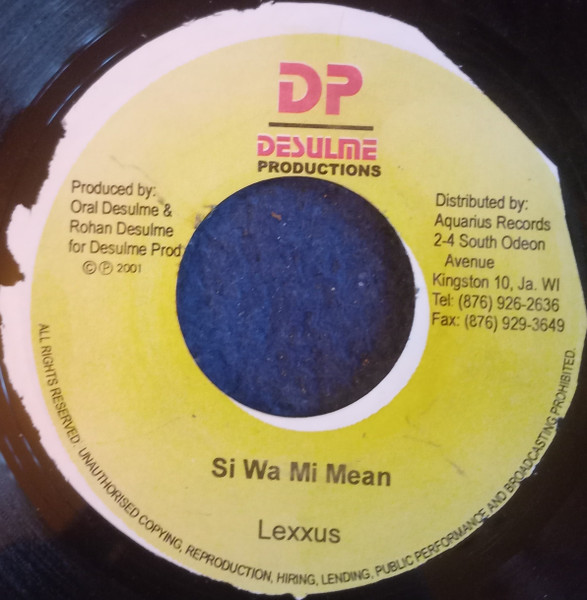 DP
DESULME
PRODUCTIONS
Produced by:
Oral Desulme &
Rohan Desulme
for Desulme Prod
© ℗ 2001
Distributed by:
Aquarius Records
2-4 South Odeon
Avenue
Kingston 10, Ja. WI
Tel: (876) 926-2636
Fax: (876) 929-3649
Si Wa Mi Mean
Lexxus
ALL RIGHTS RESERVED. UNAUTHORISED COPYING, REPRODUCTION, HIRING, LENDING, PUBLIC PERFORMANCE AND BROADCASTING PROHIBITED.